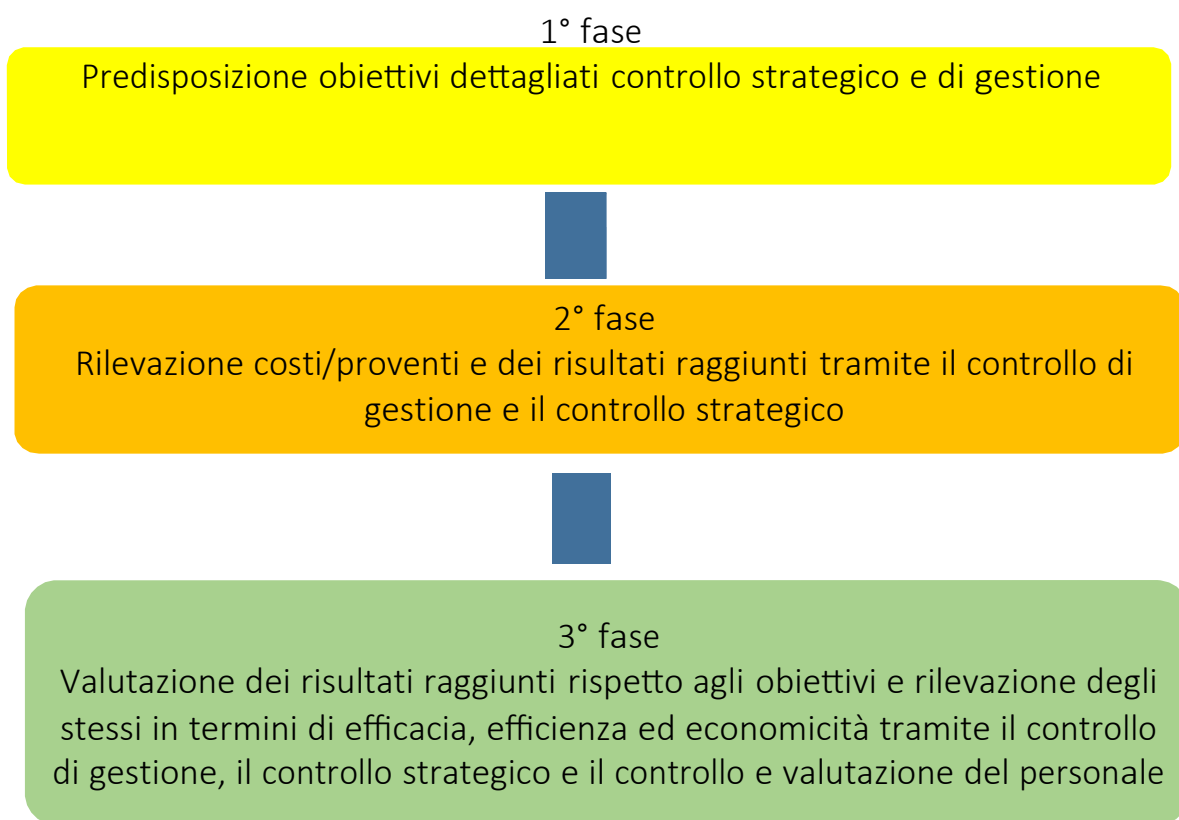 1° fase
Predisposizione obiettivi dettagliati controllo strategico e di gestione
2° fase
Rilevazione costi/proventi e dei risultati raggiunti tramite il controllo di
gestione e il controllo strategico
3° fase
Valutazione dei risultati raggiunti rispetto agli obiettivi e rilevazione degli
stessi in termini di efficacia, efficienza ed economicità tramite il controllo
di gestione, il controllo strategico e il controllo e valutazione del personale